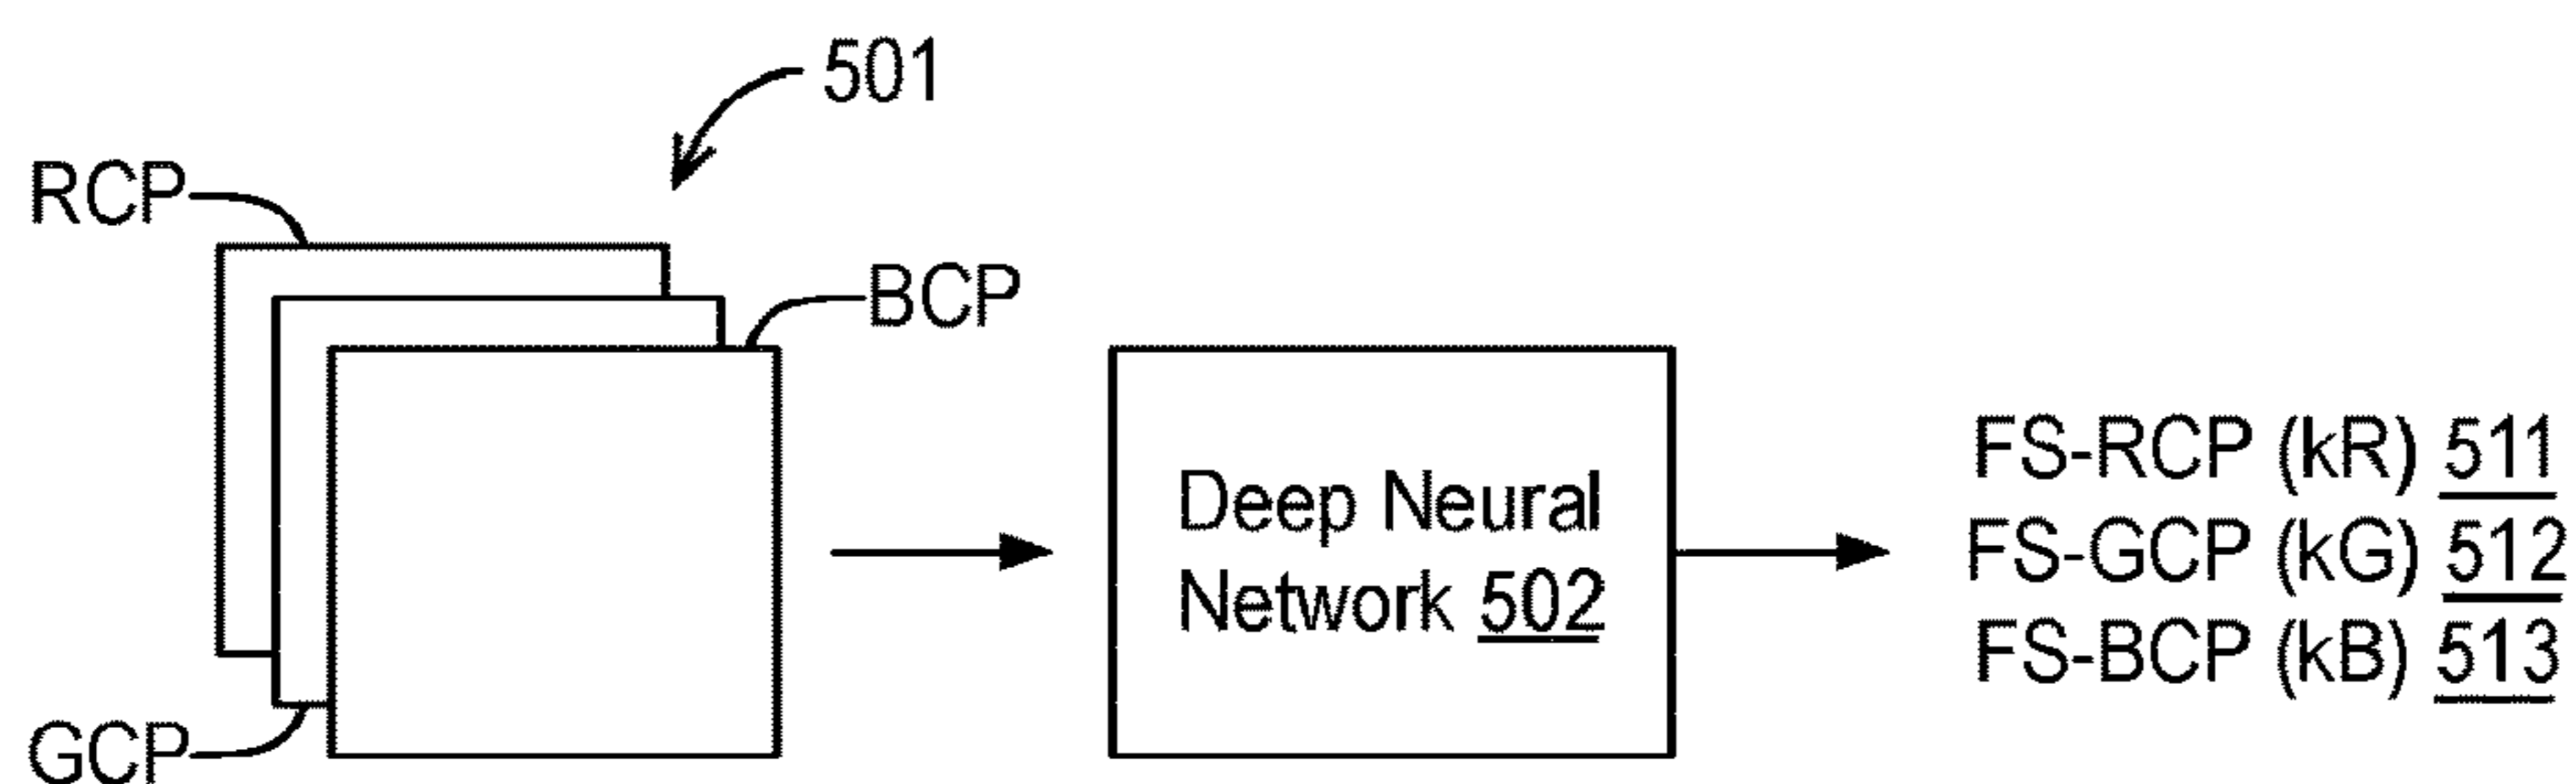 501
RCP
BCP
Deep Neural
Network 502
FS-RCP (kR) 511
FS-GCP (kG) 512
FS-BCP (kB) 513
GCP